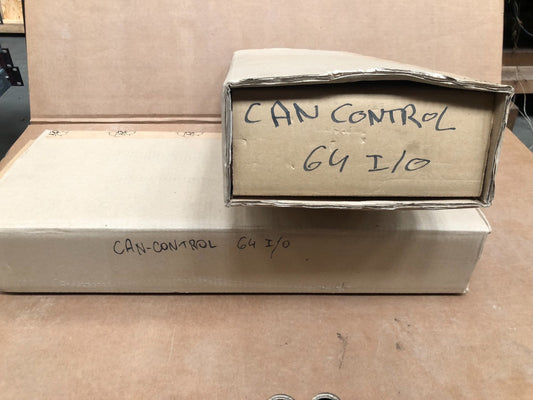 CAN CONTROL
64 I/O
CAN-CONTROL 64 I/O